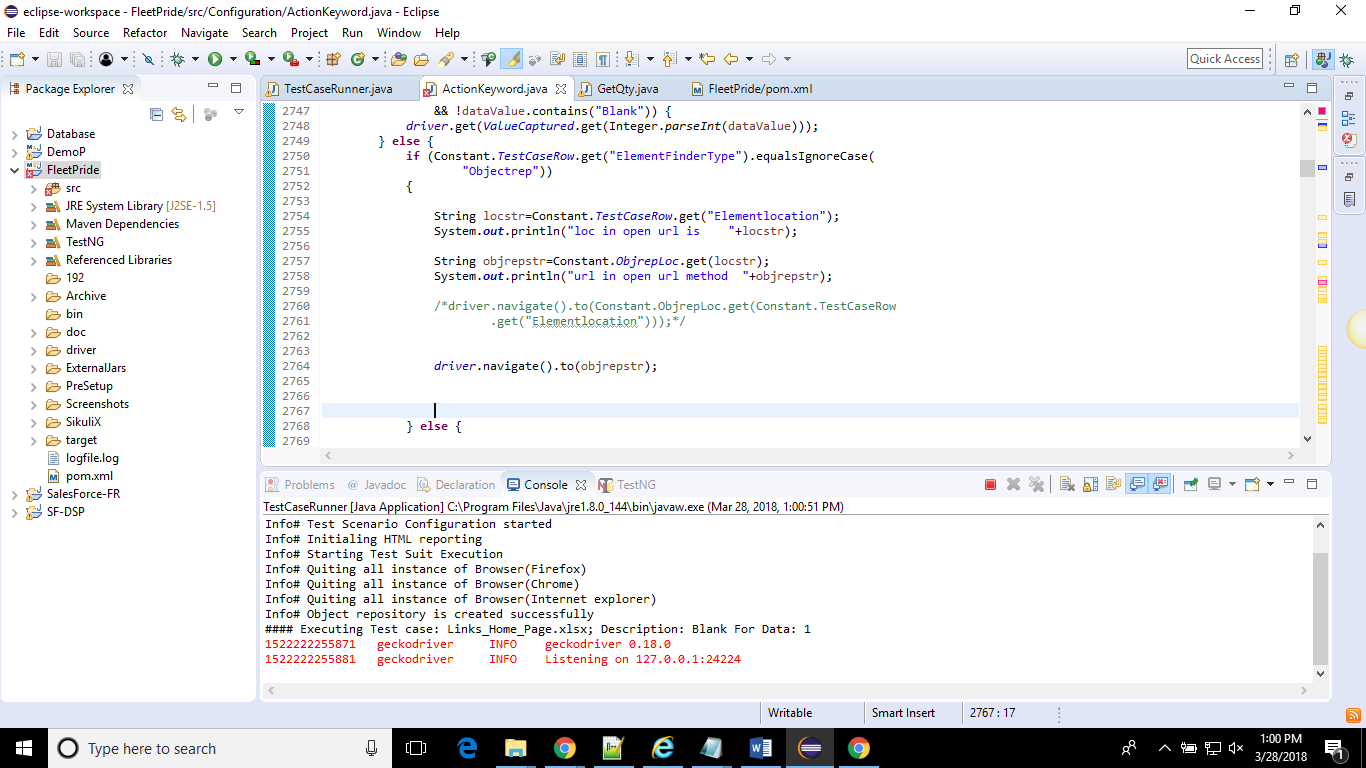 eclipse-workspace - FleetPride/src/Configuration/ActionKeyword.java - Eclipse
File Edit Source Refactor Navigate Search Project Run Window Help
Quick Access
Package Explorer
Database
DemoP
FleetPride
src
JRE System Library [J2SE-1.5]
Maven Dependencies
TestNG
Referenced Libraries
192
Archive
bin
doc
driver
ExternalJars
PreSetup
Screenshots
SikuliX
target
logfile.log
pom.xml
SalesForce-FR
SF-DSP
TestCaseRunner.java ActionKeyword.java GetQty.java FleetPride/pom.xml
2747 && !dataValue.contains("Blank")) {
2748 driver.get(ValueCaptured.get(Integer.parseInt(dataValue)));
2749 } else {
2750 if (Constant.TestCaseRow.get("ElementFinderType").equalsIgnoreCase(
2751 "Objectrep"))
2752 {
2753
2754 String locstr=Constant.TestCaseRow.get("Elementlocation");
2755 System.out.println("loc in open url is    "+locstr);
2756
2757 String objrepstr=Constant.ObjrepLoc.get(locstr);
2758 System.out.println("url in open url method  "+objrepstr);
2759
2760 /*driver.navigate().to(Constant.ObjrepLoc.get(Constant.TestCaseRow
2761 .get("Elementlocation")));*/
2762
2763
2764 driver.navigate().to(objrepstr);
2765
2766
2767
2768 } else {
2769
Problems @ Javadoc Declaration Console TestNG
TestCaseRunner [Java Application] C:\Program Files\Java\jre1.8.0_144\bin\javaw.exe (Mar 28, 2018, 1:00:51 PM)
Info# Test Scenario Configuration started
Info# Initialing HTML reporting
Info# Starting Test Suit Execution
Info# Quiting all instance of Browser(Firefox)
Info# Quiting all instance of Browser(Chrome)
Info# Quiting all instance of Browser(Internet explorer)
Info# Object repository is created successfully
#### Executing Test case: Links_Home_Page.xlsx; Description: Blank For Data: 1
1522222255871 geckodriver INFO geckodriver 0.18.0
1522222255881 geckodriver INFO Listening on 127.0.0.1:24224
Writable Smart Insert 2767 : 17
Type here to search
1:00 PM
3/28/2018
1